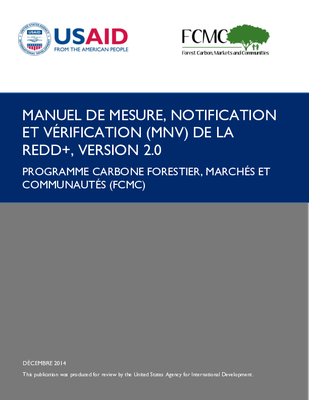 USAID
FROM THE AMERICAN PEOPLE
FCMC
Forest Carbon, Markets and Communities
MANUEL DE MESURE, NOTIFICATION
ET VÉRIFICATION (MNV) DE LA
REDD+, VERSION 2.0
PROGRAMME CARBONE FORESTIER, MARCHÉS ET
COMMUNAUTÉS (FCMC)
DÉCEMBRE 2014
This publication was produced for review by the United States Agency for International Development.